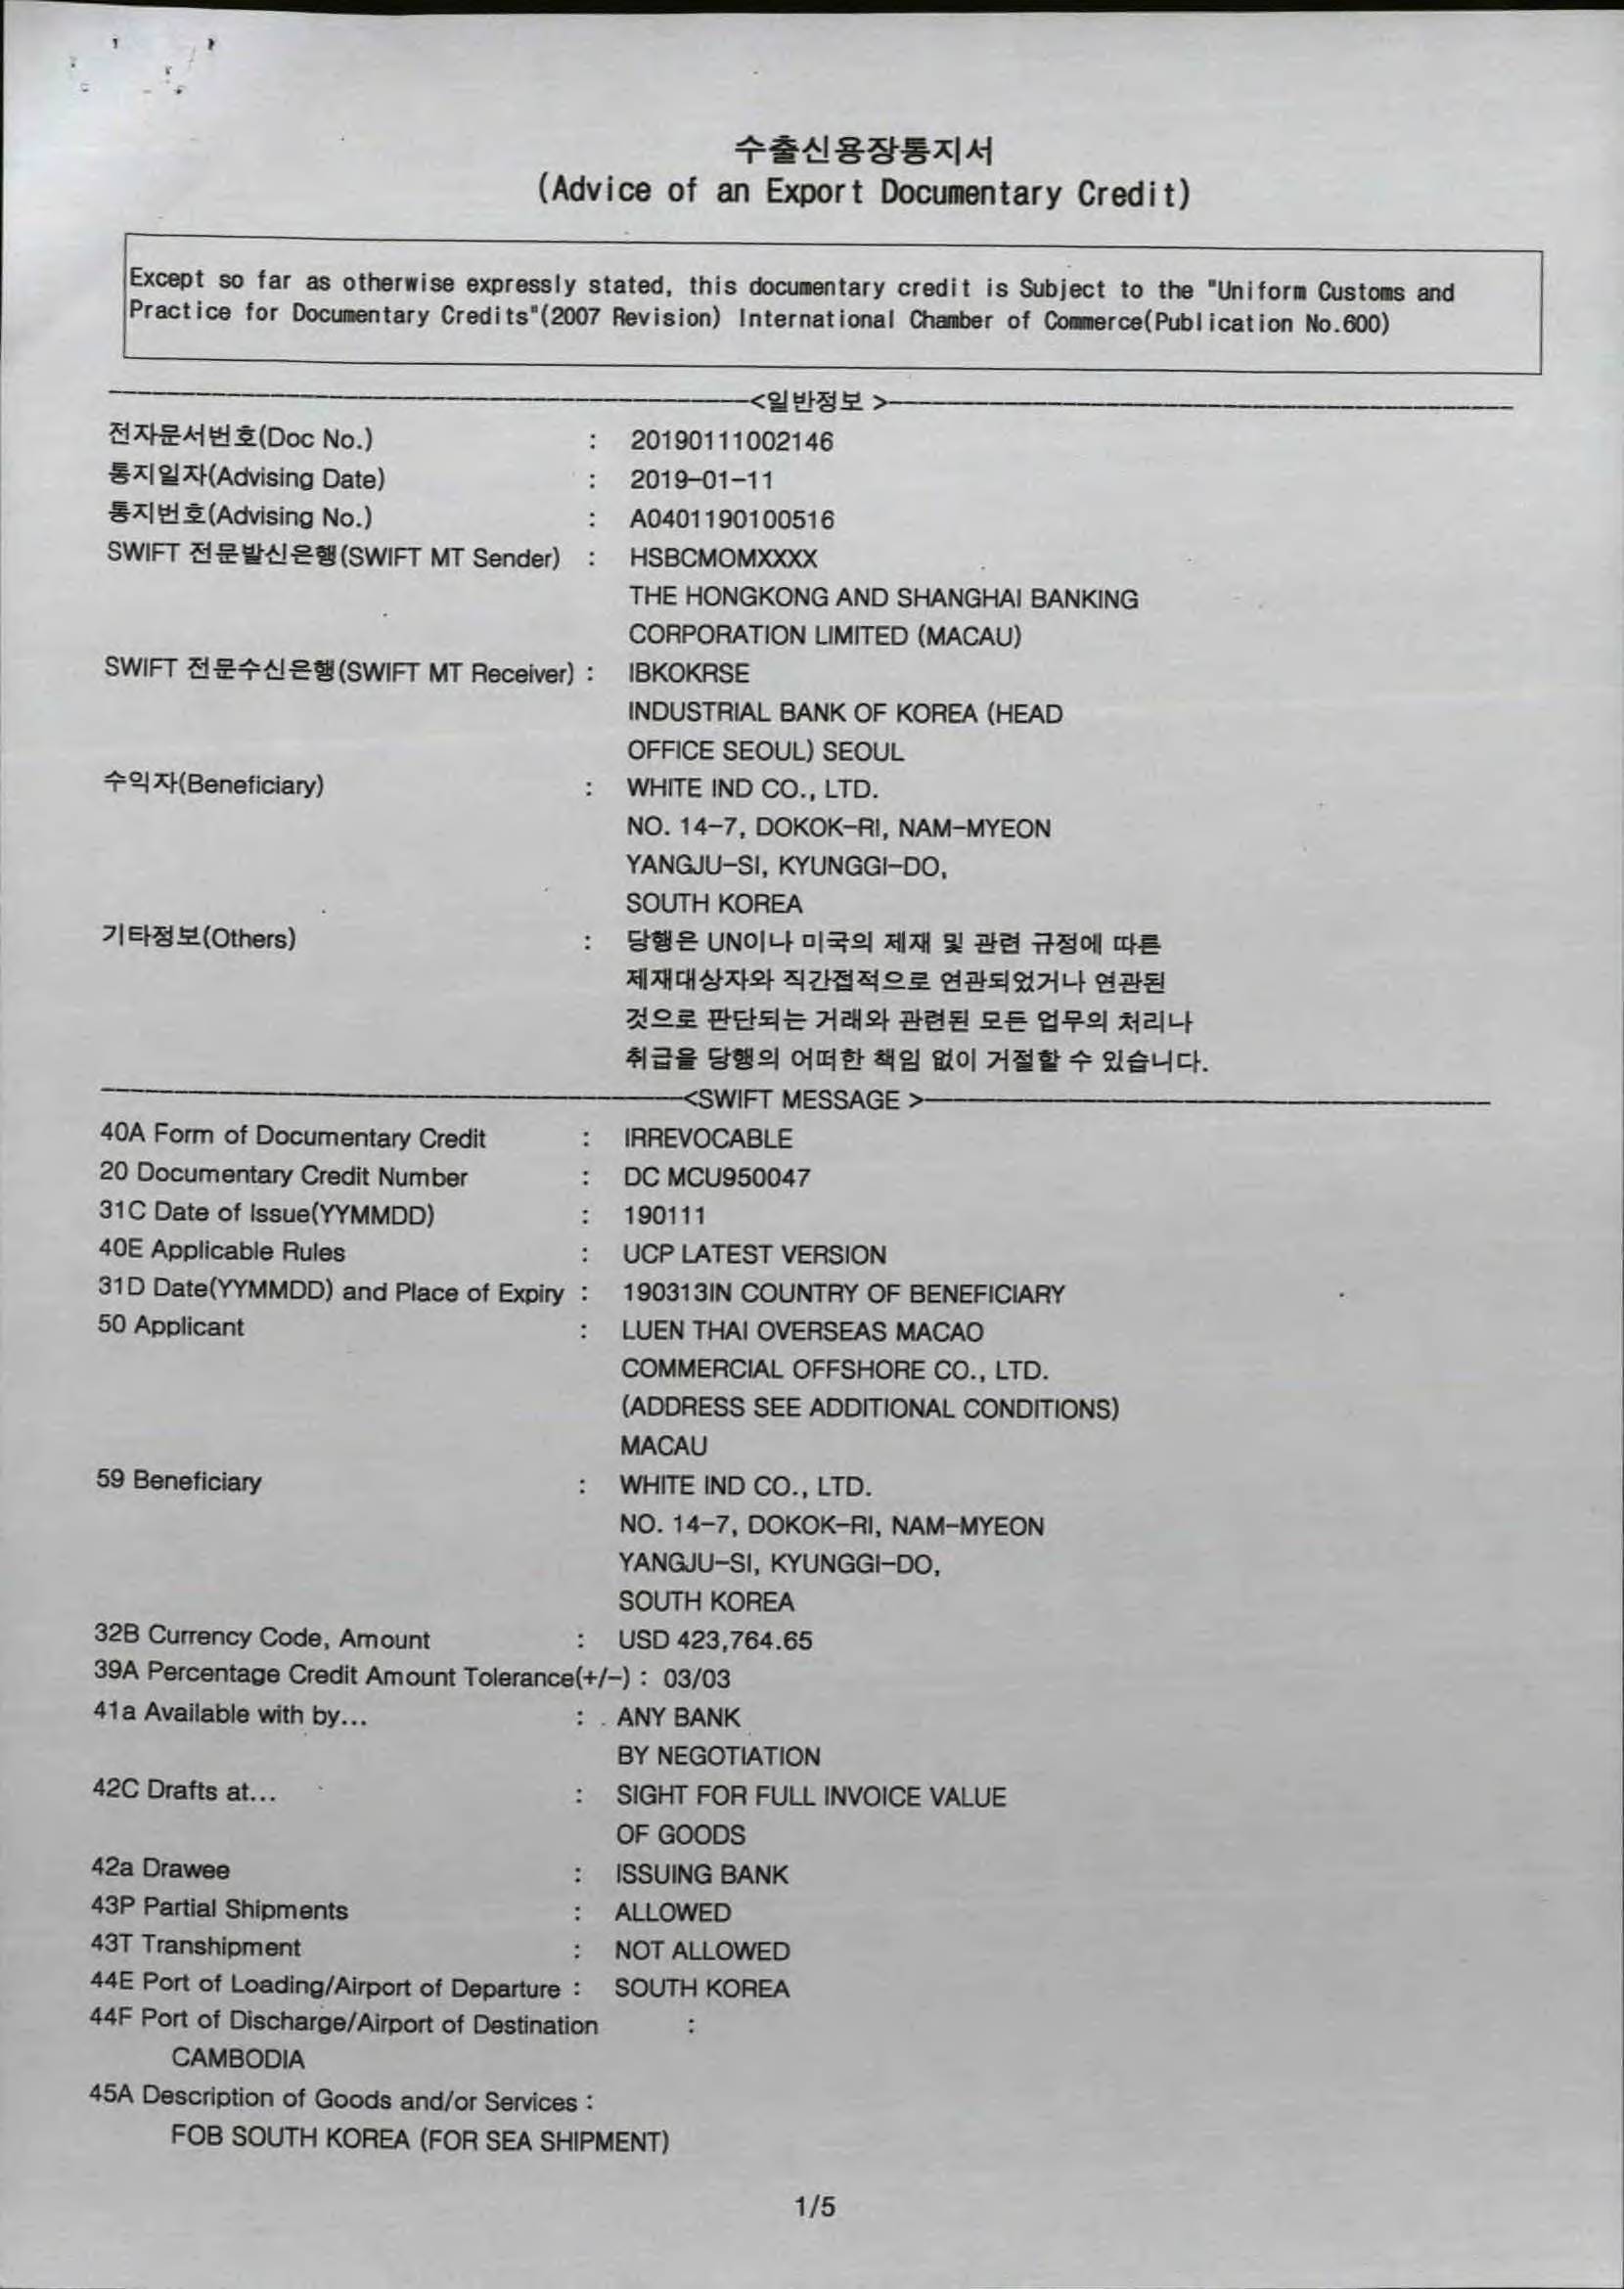 수출신용장통지서
(Advice of an Export Documentary Credit)
Except so far as otherwise expressly stated, this documentary credit is Subject to the "Uniform Customs and
Practice for Documentary Credits"(2007 Revision) International Chamber of Commerce(Publication No.600)
<일반정보 >
전자문서번호(Doc No.) : 20190111002146
통지일자(Advising Date) : 2019-01-11
통지번호(Advising No.) : A0401190100516
SWIFT 전문발신은행(SWIFT MT Sender) : HSBCMOMXXXX
THE HONGKONG AND SHANGHAI BANKING
CORPORATION LIMITED (MACAU)
SWIFT 전문수신은행(SWIFT MT Receiver) : IBKOKRSE
INDUSTRIAL BANK OF KOREA (HEAD
OFFICE SEOUL) SEOUL
수익자(Beneficiary) : WHITE IND CO., LTD.
NO. 14-7, DOKOK-RI, NAM-MYEON
YANGJU-SI, KYUNGGI-DO,
SOUTH KOREA
기타정보(Others) : 당행은 UN이나 미국의 제재 및 관련 규정에 따른
제재대상자와 직간접적으로 연관되었거나 연관된
것으로 판단되는 거래와 관련된 모든 업무의 처리나
취급을 당행의 어떠한 책임 없이 거절할 수 있습니다.
<SWIFT MESSAGE >
40A Form of Documentary Credit : IRREVOCABLE
20 Documentary Credit Number : DC MCU950047
31C Date of Issue(YYMMDD) : 190111
40E Applicable Rules : UCP LATEST VERSION
31D Date(YYMMDD) and Place of Expiry : 190313IN COUNTRY OF BENEFICIARY
50 Applicant : LUEN THAI OVERSEAS MACAO
COMMERCIAL OFFSHORE CO., LTD.
(ADDRESS SEE ADDITIONAL CONDITIONS)
MACAU
59 Beneficiary : WHITE IND CO., LTD.
NO. 14-7, DOKOK-RI, NAM-MYEON
YANGJU-SI, KYUNGGI-DO,
SOUTH KOREA
32B Currency Code, Amount : USD 423,764.65
39A Percentage Credit Amount Tolerance(+/-) : 03/03
41a Available with by... : ANY BANK
BY NEGOTIATION
42C Drafts at... : SIGHT FOR FULL INVOICE VALUE
OF GOODS
42a Drawee : ISSUING BANK
43P Partial Shipments : ALLOWED
43T Transhipment : NOT ALLOWED
44E Port of Loading/Airport of Departure : SOUTH KOREA
44F Port of Discharge/Airport of Destination :
CAMBODIA
45A Description of Goods and/or Services :
FOB SOUTH KOREA (FOR SEA SHIPMENT)
1/5